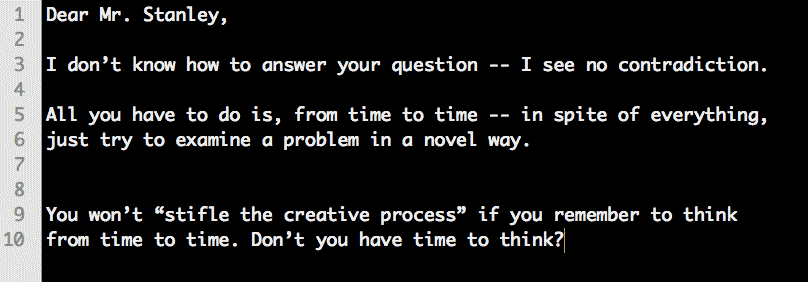 1 Dear Mr. Stanley,
2
3 I don’t know how to answer your question -- I see no contradiction.
4
5 All you have to do is, from time to time -- in spite of everything,
6 just try to examine a problem in a novel way.
7
8
9 You won’t “stifle the creative process” if you remember to think
10 from time to time. Don’t you have time to think?